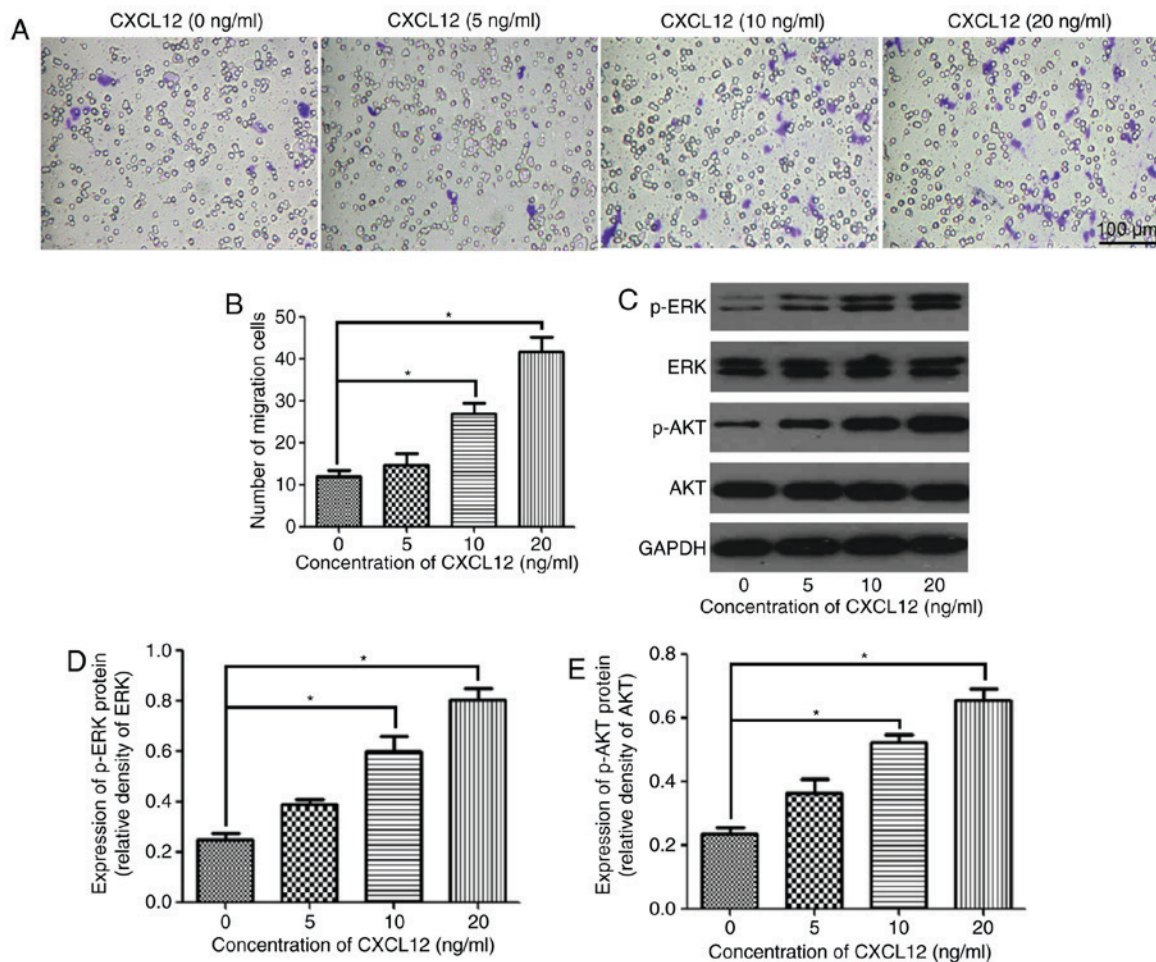 A
CXCL12 (0 ng/ml) CXCL12 (5 ng/ml) CXCL12 (10 ng/ml) CXCL12 (20 ng/ml)
100 µm
B
Number of migration cells
50
40
30
20
10
0
* *
0 5 10 20
Concentration of CXCL12 (ng/ml)
C
p-ERK
ERK
p-AKT
AKT
GAPDH
0 5 10 20
Concentration of CXCL12 (ng/ml)
D
Expression of p-ERK protein
(relative density of ERK)
1.0
0.8
0.6
0.4
0.2
0.0
* *
0 5 10 20
Concentration of CXCL12 (ng/ml)
E
Expression of p-AKT protein
(relative density of AKT)
0.8
0.6
0.4
0.2
0.0
* *
0 5 10 20
Concentration of CXCL12 (ng/ml)